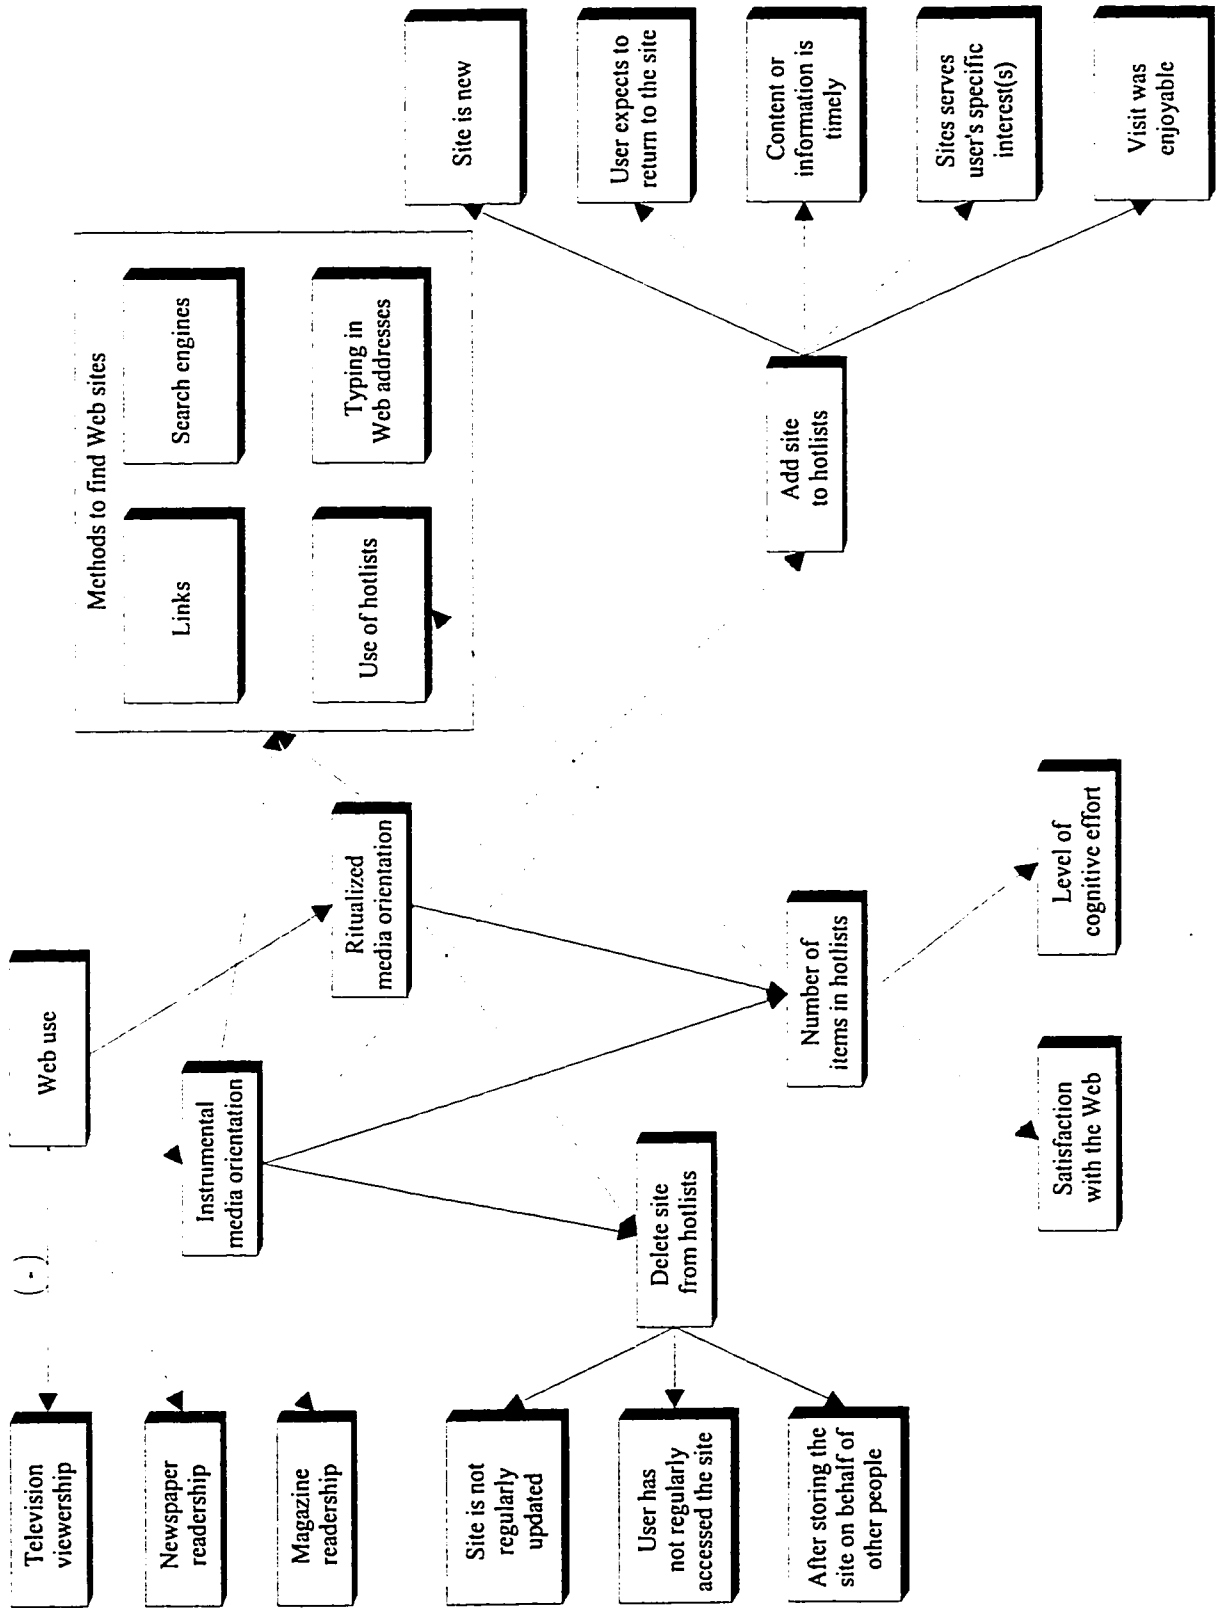 Television
viewership
(-)
Web use
Newspaper
readership
Magazine
readership
Instrumental
media orientation
Ritualized
media orientation
Methods to find Web sites
Links
Search engines
Use of hotlists
Typing in
Web addresses
Site is not
regularly
updated
User has
not regularly
accessed the site
After storing the
site on behalf of
other people
Delete site
from hotlists
Number of
items in hotlists
Add site
to hotlists
Site is new
User expects to
return to the site
Content or
information is
timely
Sites serves
user's specific
interest(s)
Visit was
enjoyable
Satisfaction
with the Web
Level of
cognitive effort